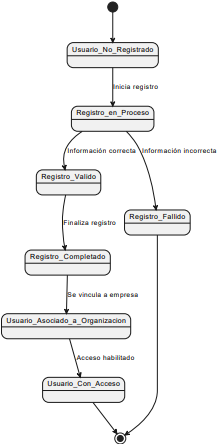 Usuario_No_Registrado
Inicia registro
Registro_en_Proceso
Información correcta
Información incorrecta
Registro_Valido
Finaliza registro
Registro_Fallido
Registro_Completado
Se vincula a empresa
Usuario_Asociado_a_Organizacion
Acceso habilitado
Usuario_Con_Acceso